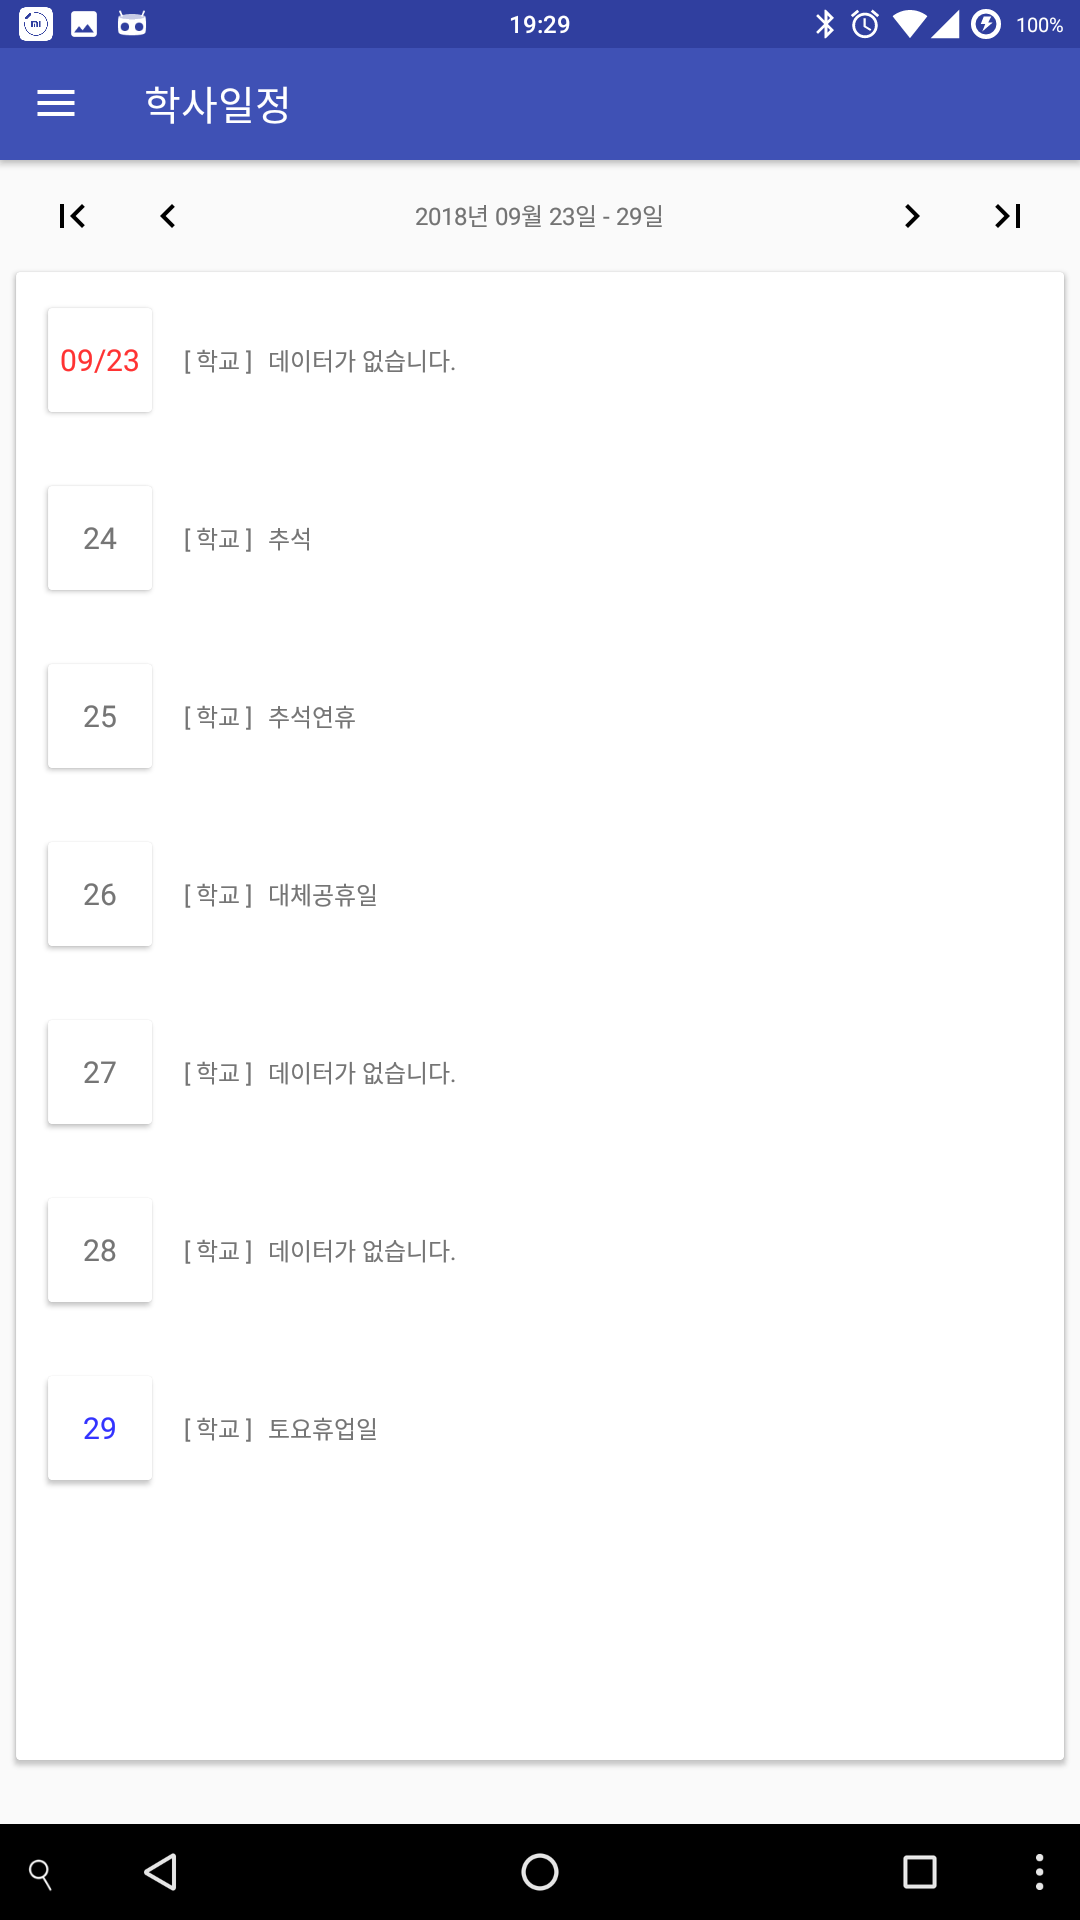 19:29
100%
학사일정
2018년 09월 23일 - 29일
09/23 [ 학교 ] 데이터가 없습니다.
24 [ 학교 ] 추석
25 [ 학교 ] 추석연휴
26 [ 학교 ] 대체공휴일
27 [ 학교 ] 데이터가 없습니다.
28 [ 학교 ] 데이터가 없습니다.
29 [ 학교 ] 토요휴업일